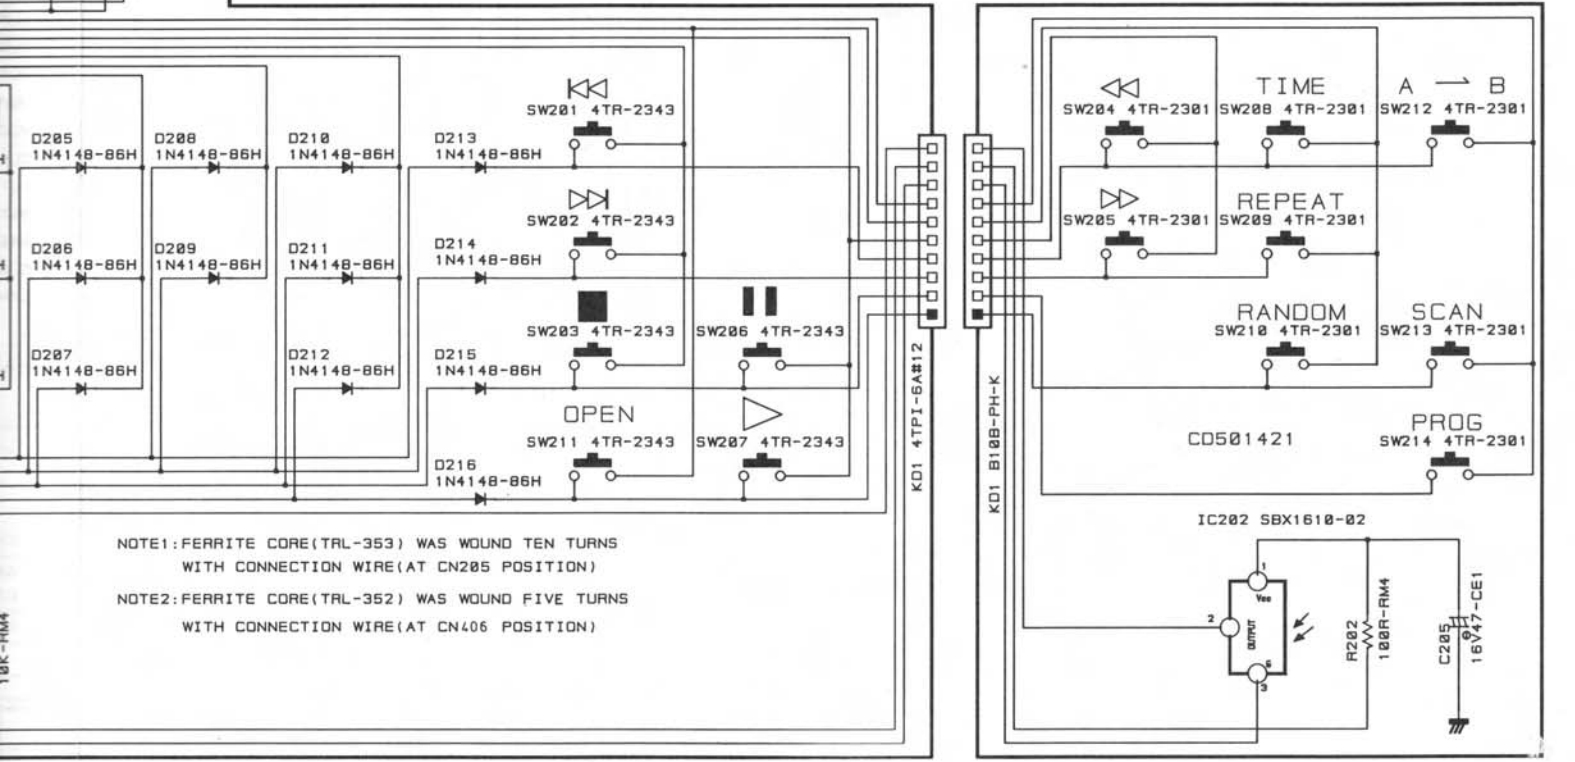 SW201 4TR-2343
SW204 4TR-2301
TIME
SW208 4TR-2301
A B
SW212 4TR-2301
D205
1N4148-86H
D208
1N4148-86H
D210
1N4148-86H
D213
1N4148-86H
SW202 4TR-2343
SW205 4TR-2301
REPEAT
SW209 4TR-2301
D206
1N4148-86H
D209
1N4148-86H
D211
1N4148-86H
D214
1N4148-86H
SW203 4TR-2343
SW206 4TR-2343
RANDOM
SW210 4TR-2301
SCAN
SW213 4TR-2301
D207
1N4148-86H
D212
1N4148-86H
D215
1N4148-86H
OPEN
SW211 4TR-2343
SW207 4TR-2343
KD1 4TPI-6A#12
KD1 B10B-PH-K
CD501421
PROG
SW214 4TR-2301
D216
1N4148-86H
IC202 SBX1610-02
NOTE1:FERRITE CORE(TRL-353) WAS WOUND TEN TURNS
WITH CONNECTION WIRE(AT CN205 POSITION)
NOTE2:FERRITE CORE(TRL-352) WAS WOUND FIVE TURNS
WITH CONNECTION WIRE(AT CN406 POSITION)
1
Vcc
2
OUTPUT
G
3
R202
100R-RM4
C205
16V47-CE1
10K-RM4